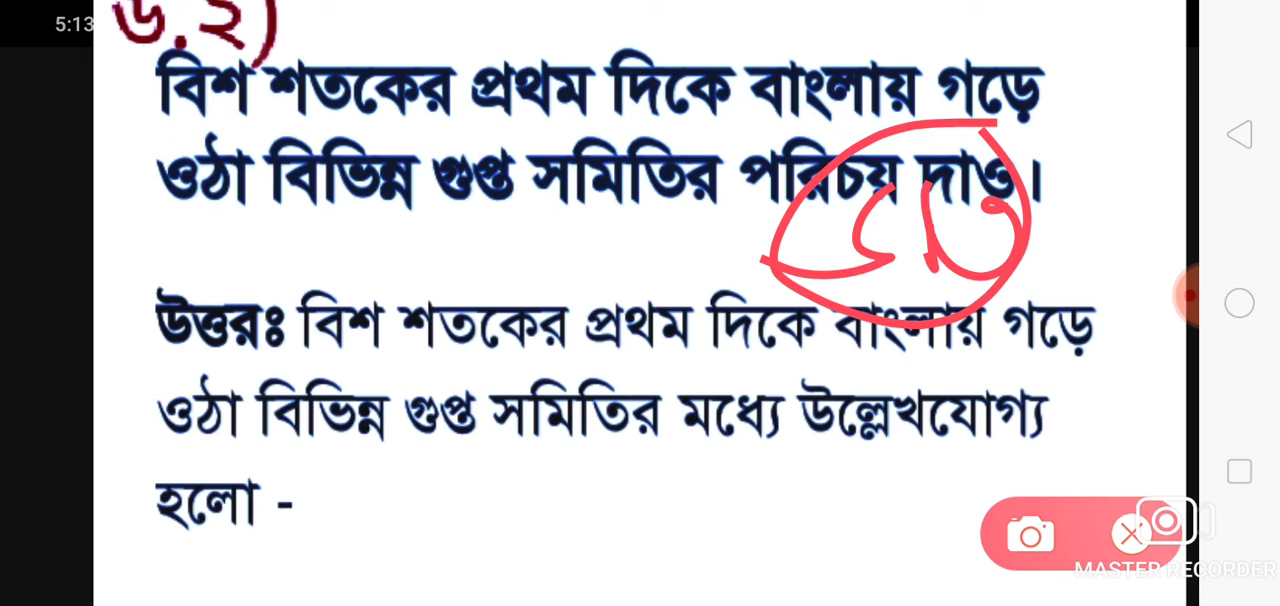 5:13
৬.২)
বিশ শতকের প্রথম দিকে বাংলায় গড়ে
ওঠা বিভিন্ন গুপ্ত সমিতির পরিচয় দাও।
উত্তরঃ বিশ শতকের প্রথম দিকে বাংলায় গড়ে
ওঠা বিভিন্ন গুপ্ত সমিতির মধ্যে উল্লেখযোগ্য
হলো -
MASTER RECORDER